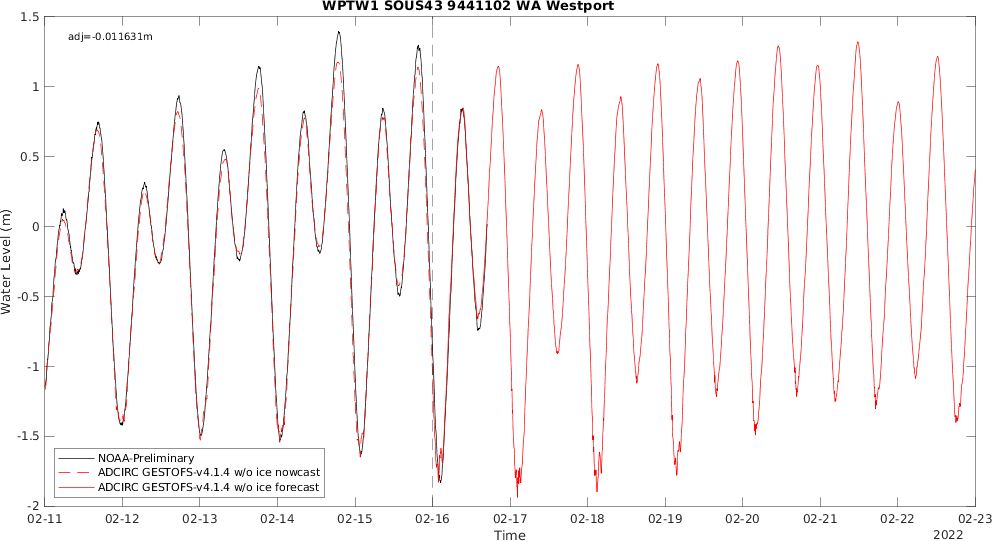 WPTW1 SOUS43 9441102 WA Westport
adj=-0.011631m
1.5
1
0.5
0
-0.5
-1
-1.5
-2
Water Level (m)
NOAA-Preliminary
ADCIRC GESTOFS-v4.1.4 w/o ice nowcast
ADCIRC GESTOFS-v4.1.4 w/o ice forecast
02-11 02-12 02-13 02-14 02-15 02-16 02-17 02-18 02-19 02-20 02-21 02-22 02-23
Time
2022